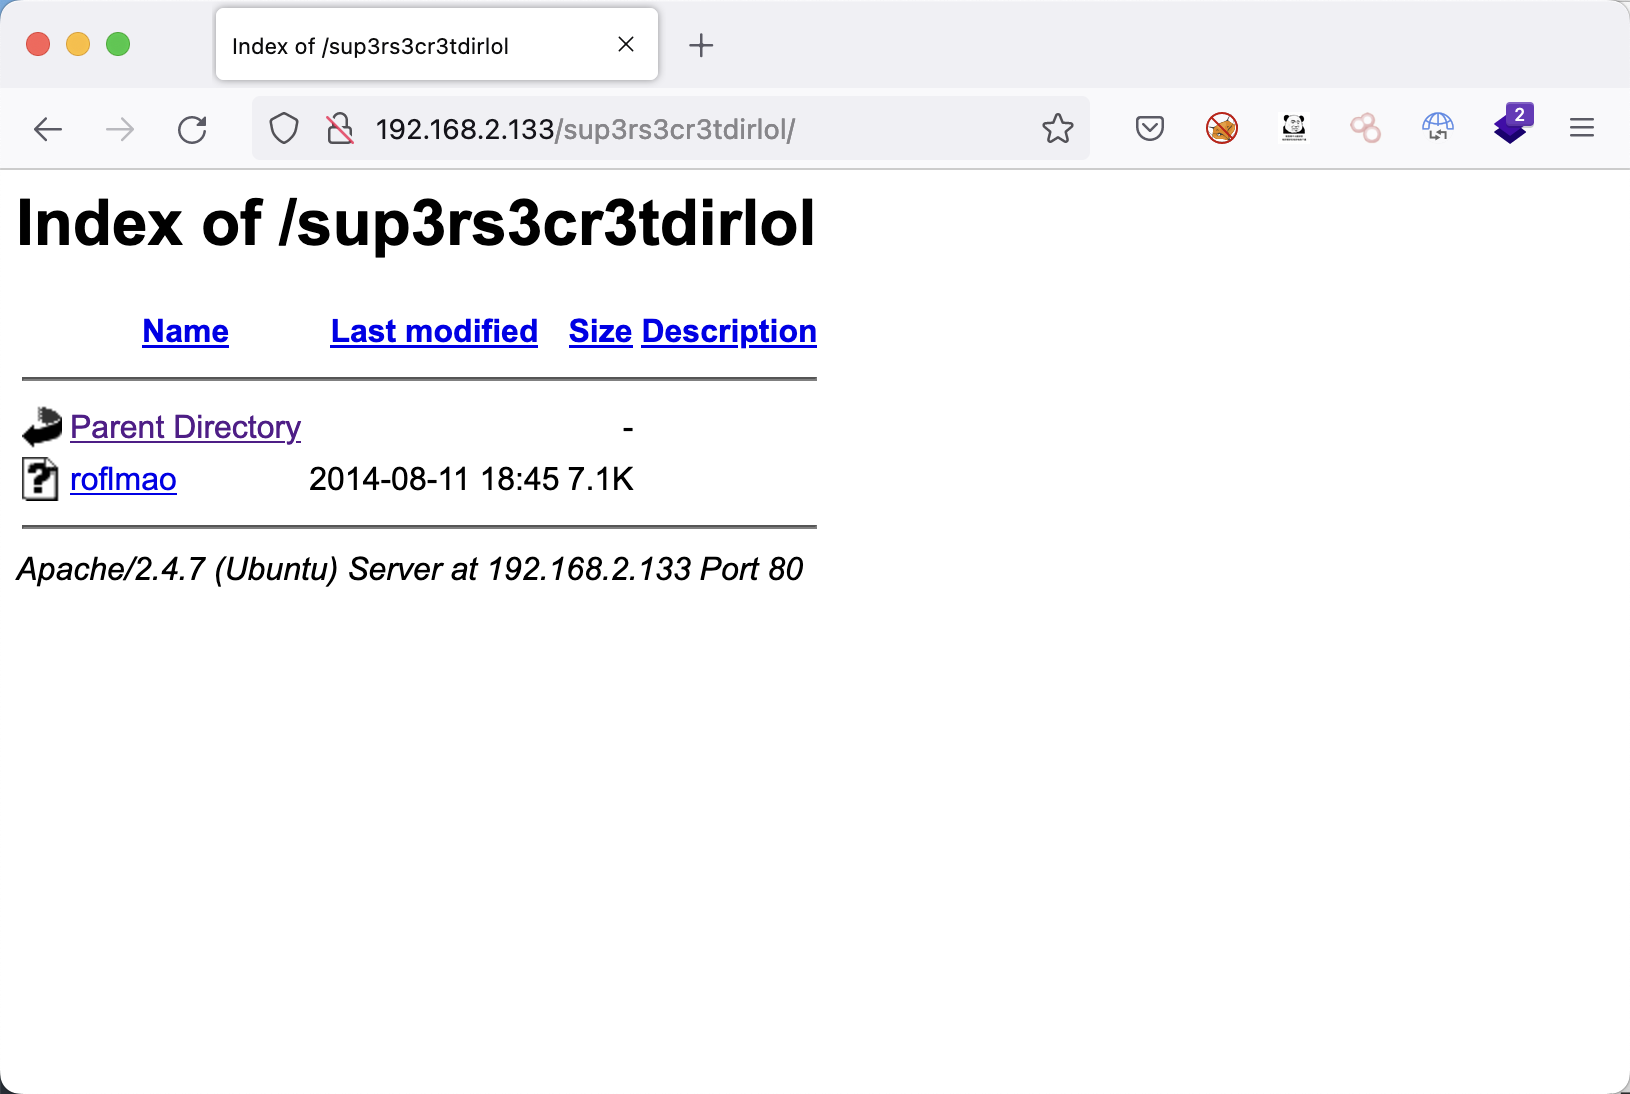 Index of /sup3rs3cr3tdirlol
192.168.2.133/sup3rs3cr3tdirlol/
2
Index of /sup3rs3cr3tdirlol
Name Last modified Size Description
Parent Directory -
roflmao 2014-08-11 18:45 7.1K
Apache/2.4.7 (Ubuntu) Server at 192.168.2.133 Port 80